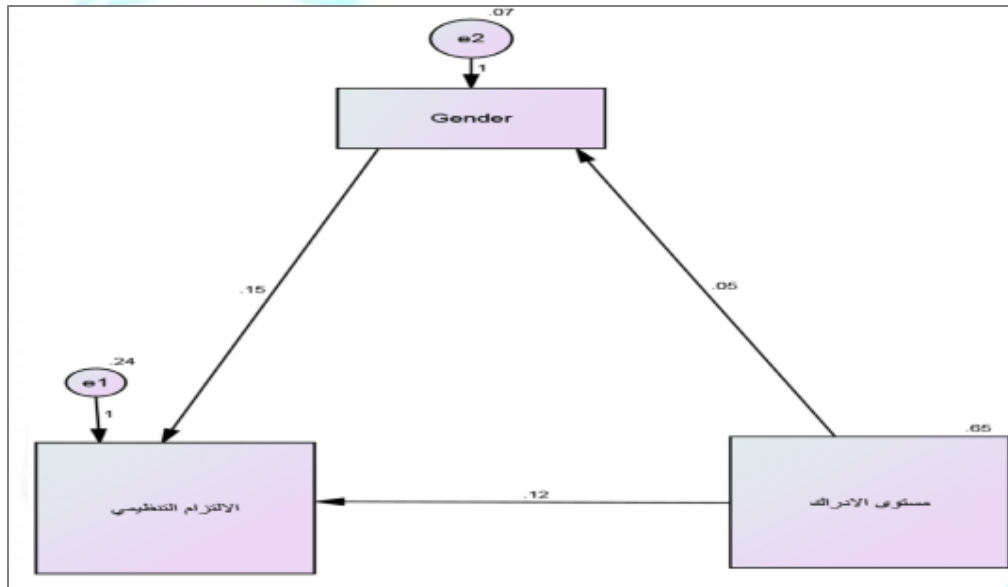 .07
e2
1
Gender
.15
.05
.24
e1
1
.65
الالتزام التنظيمي
.12
مستوى الادراك